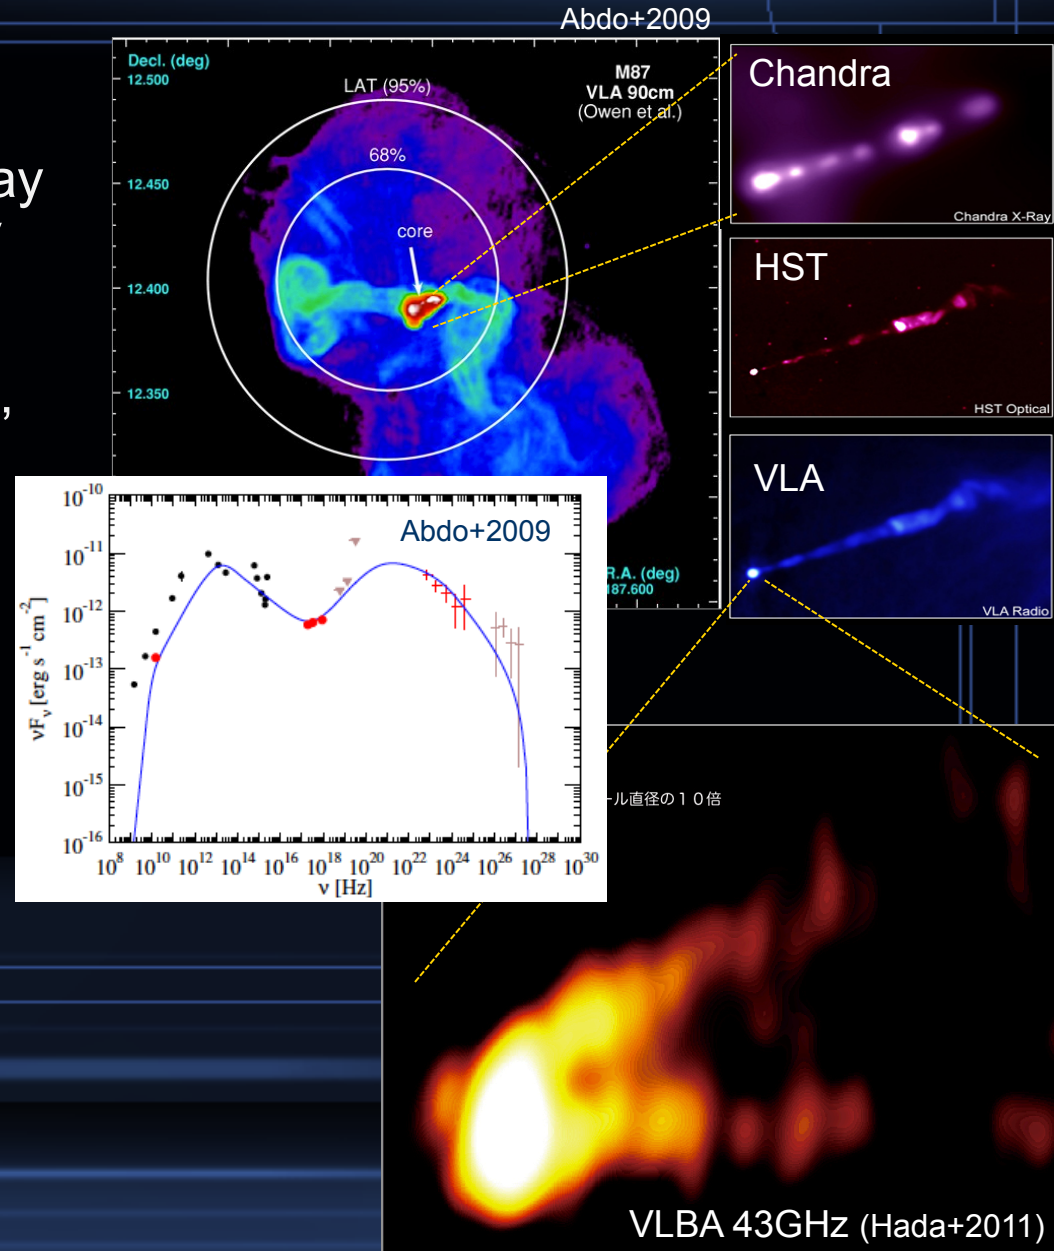 Abdo+2009
Decl. (deg)
12.500
12.450
12.400
12.350
LAT (95%)
68%
core
M87
VLA 90cm
(Owen et al.)
R.A. (deg)
187.600
Chandra
Chandra X-Ray
HST
HST Optical
VLA
VLA Radio
ay
,
Abdo+2009
νFν [erg s⁻¹ cm⁻²]
10⁻¹⁰
10⁻¹¹
10⁻¹²
10⁻¹³
10⁻¹⁴
10⁻¹⁵
10⁻¹⁶
10⁸ 10¹⁰ 10¹² 10¹⁴ 10¹⁶ 10¹⁸ 10²⁰ 10²² 10²⁴ 10²⁶ 10²⁸ 10³⁰
ν [Hz]
ール直径の１０倍
VLBA 43GHz (Hada+2011)